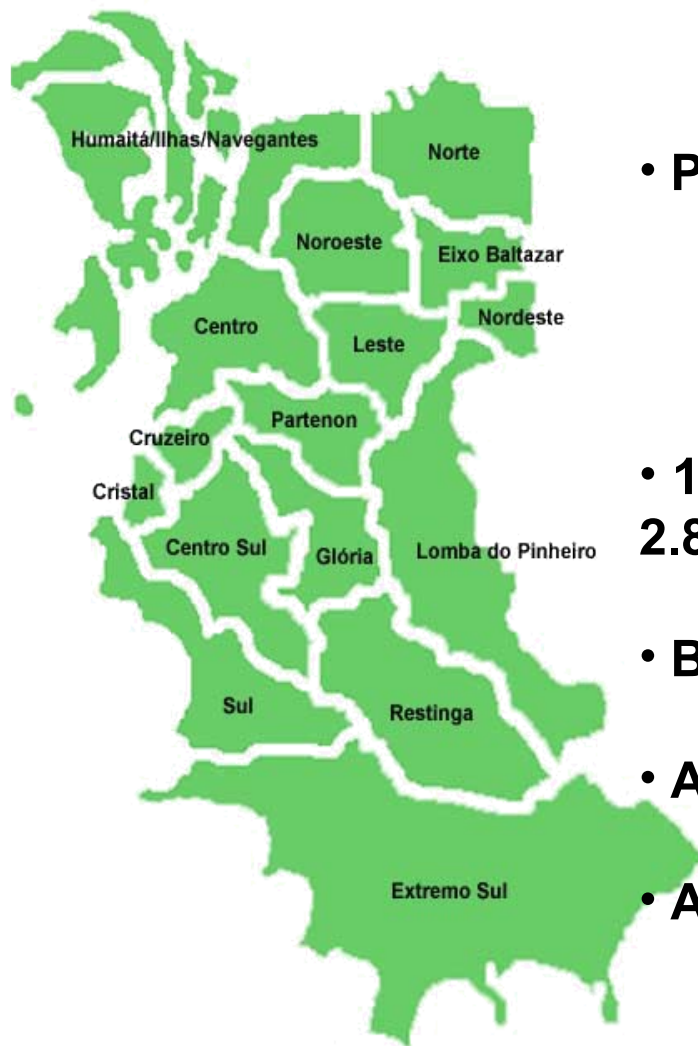 Humaitá/Ilhas/Navegantes
Norte
• P
Noroeste
Eixo Baltazar
Nordeste
Centro
Leste
Partenon
Cruzeiro
• 1
Cristal
2.8
Centro Sul
Glória
Lomba do Pinheiro
• B
Sul
Restinga
• A
Extremo Sul
• A